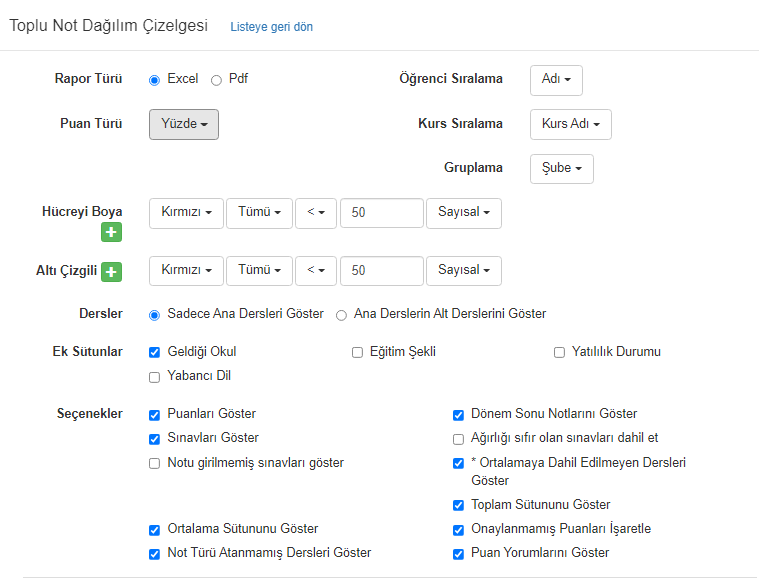 Toplu Not Dağılım Çizelgesi Listeye geri dön
Rapor Türü Excel Pdf Öğrenci Sıralama Adı
Puan Türü Yüzde Kurs Sıralama Kurs Adı
Gruplama Şube
Hücreyi Boya Kırmızı Tümü < 50 Sayısal
Altı Çizgili Kırmızı Tümü < 50 Sayısal
Dersler Sadece Ana Dersleri Göster Ana Derslerin Alt Derslerini Göster
Ek Sütunlar Geldiği Okul Eğitim Şekli Yatılılık Durumu
Yabancı Dil
Seçenekler Puanları Göster Dönem Sonu Notlarını Göster
Sınavları Göster Ağırlığı sıfır olan sınavları dahil et
Notu girilmemiş sınavları göster * Ortalamaya Dahil Edilmeyen Dersleri
Göster
Toplam Sütununu Göster
Ortalama Sütununu Göster Onaylanmamış Puanları İşaretle
Not Türü Atanmamış Dersleri Göster Puan Yorumlarını Göster